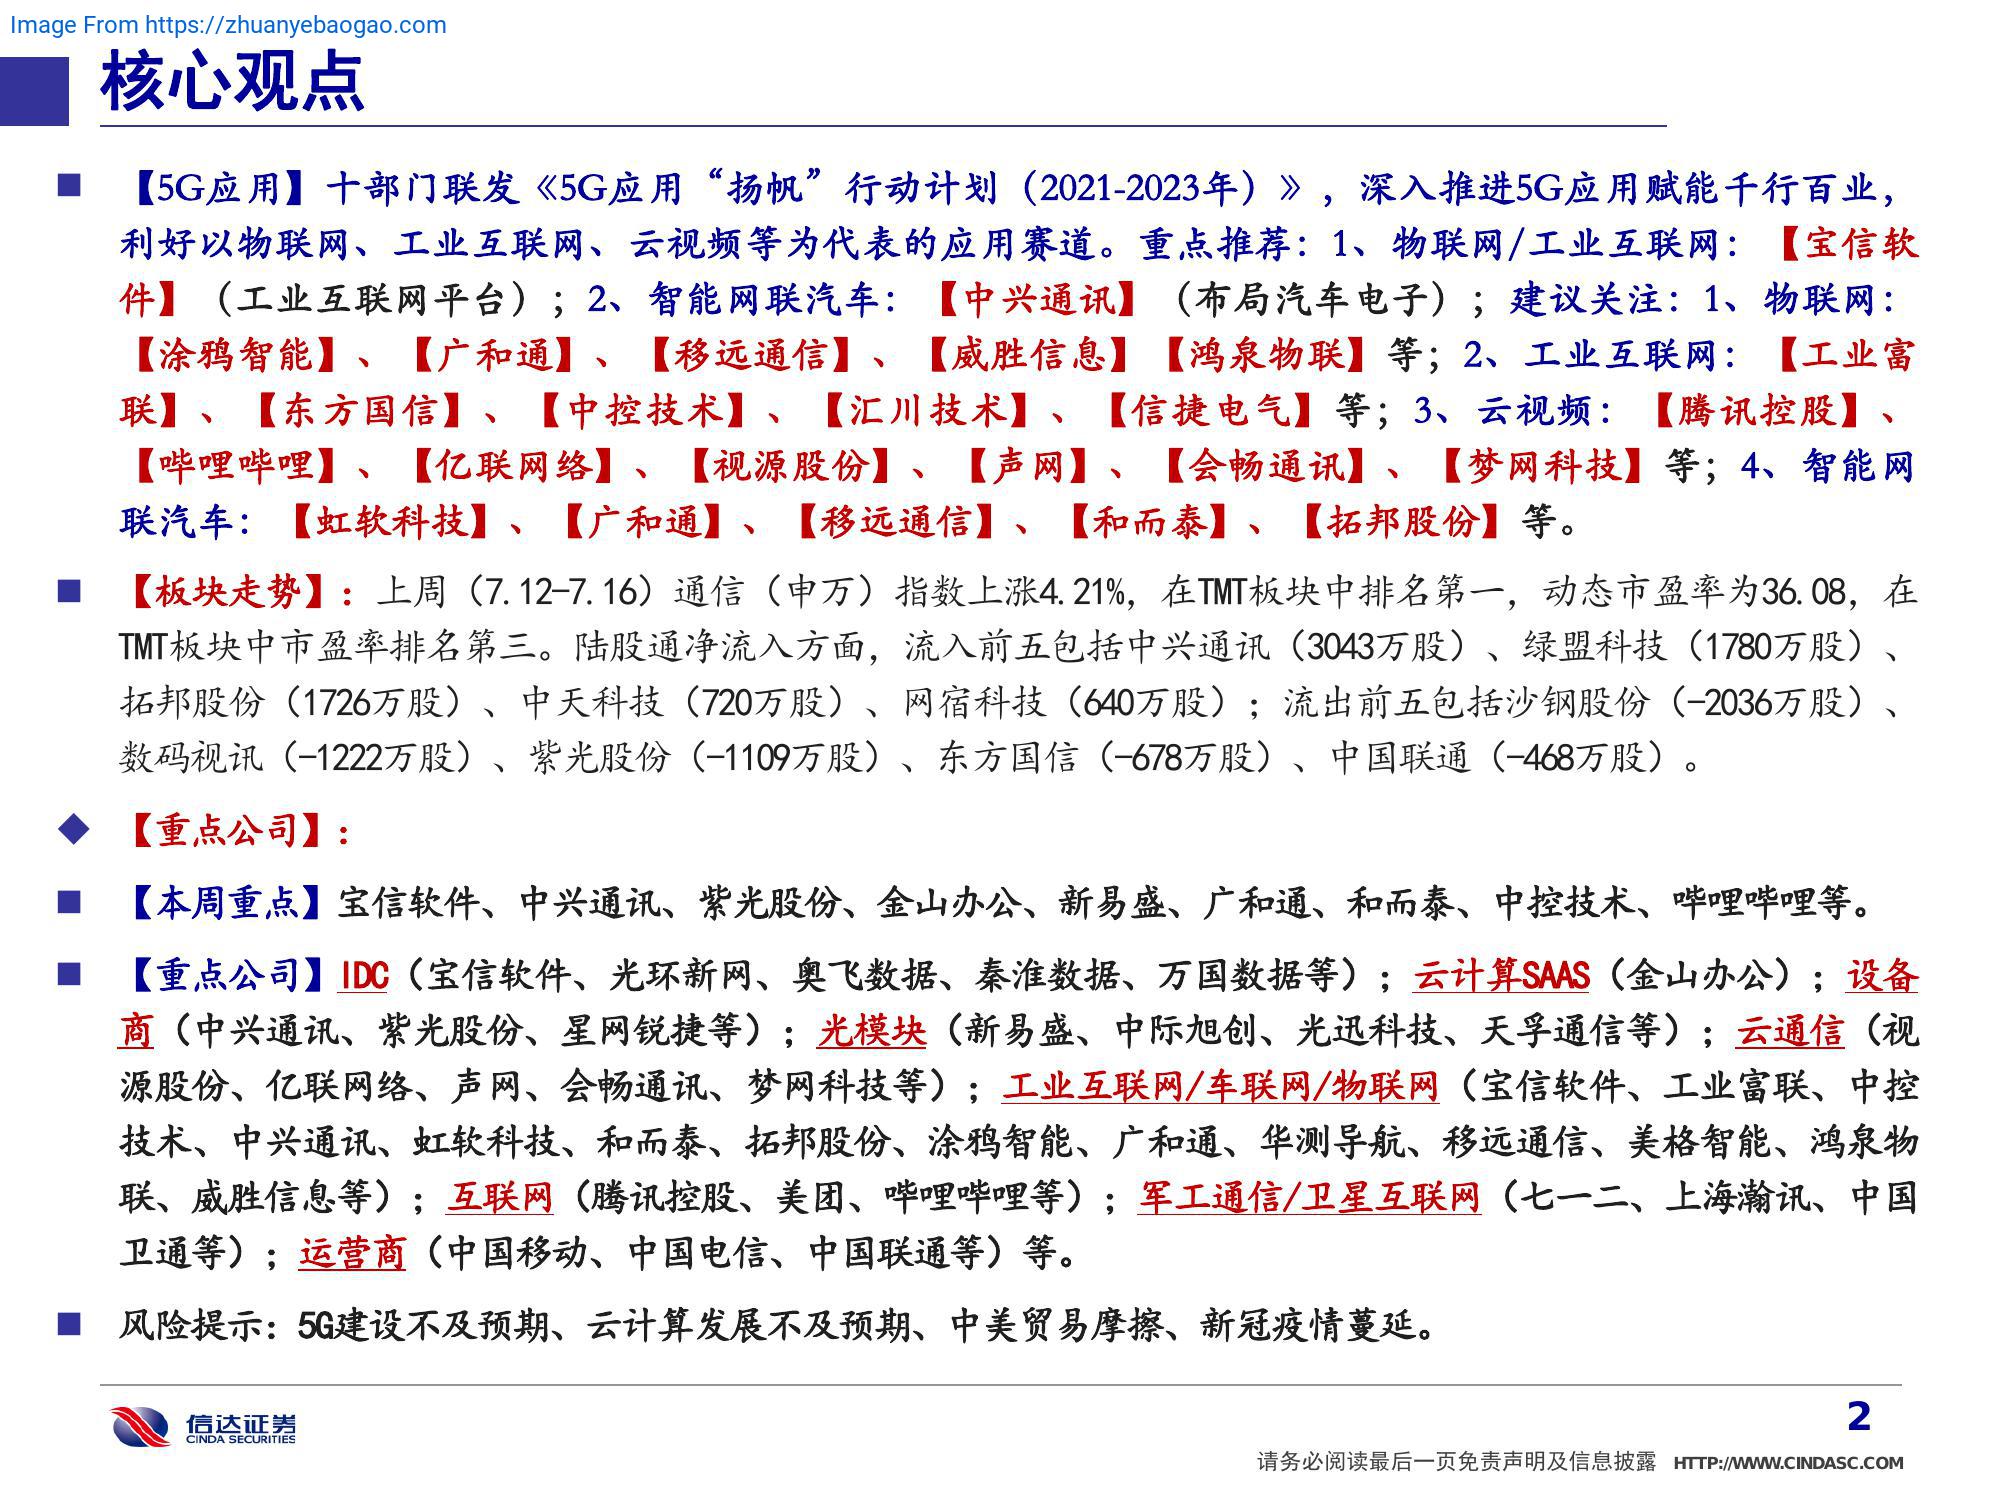 Image From https://zhuanyebaogao.com
核心观点
■ 【5G应用】十部门联发《5G应用“扬帆”行动计划（2021-2023年）》，深入推进5G应用赋能千行百业，
利好以物联网、工业互联网、云视频等为代表的应用赛道。重点推荐：1、物联网/工业互联网：【宝信软
件】（工业互联网平台）；2、智能网联汽车：【中兴通讯】（布局汽车电子）；建议关注：1、物联网：
【涂鸦智能】、【广和通】、【移远通信】、【威胜信息】【鸿泉物联】等；2、工业互联网：【工业富
联】、【东方国信】、【中控技术】、【汇川技术】、【信捷电气】等；3、云视频：【腾讯控股】、
【哔哩哔哩】、【亿联网络】、【视源股份】、【声网】、【会畅通讯】、【梦网科技】等；4、智能网
联汽车：【虹软科技】、【广和通】、【移远通信】、【和而泰】、【拓邦股份】等。
■ 【板块走势】：上周（7.12-7.16）通信（申万）指数上涨4.21%，在TMT板块中排名第一，动态市盈率为36.08，在
TMT板块中市盈率排名第三。陆股通净流入方面，流入前五包括中兴通讯（3043万股）、绿盟科技（1780万股）、
拓邦股份（1726万股）、中天科技（720万股）、网宿科技（640万股）；流出前五包括沙钢股份（-2036万股）、
数码视讯（-1222万股）、紫光股份（-1109万股）、东方国信（-678万股）、中国联通（-468万股）。
◆ 【重点公司】：
■ 【本周重点】宝信软件、中兴通讯、紫光股份、金山办公、新易盛、广和通、和而泰、中控技术、哔哩哔哩等。
■ 【重点公司】IDC（宝信软件、光环新网、奥飞数据、秦淮数据、万国数据等）；云计算SAAS（金山办公）；设备
商（中兴通讯、紫光股份、星网锐捷等）；光模块（新易盛、中际旭创、光迅科技、天孚通信等）；云通信（视
源股份、亿联网络、声网、会畅通讯、梦网科技等）；工业互联网/车联网/物联网（宝信软件、工业富联、中控
技术、中兴通讯、虹软科技、和而泰、拓邦股份、涂鸦智能、广和通、华测导航、移远通信、美格智能、鸿泉物
联、威胜信息等）；互联网（腾讯控股、美团、哔哩哔哩等）；军工通信/卫星互联网（七一二、上海瀚讯、中国
卫通等）；运营商（中国移动、中国电信、中国联通等）等。
■ 风险提示：5G建设不及预期、云计算发展不及预期、中美贸易摩擦、新冠疫情蔓延。
信达证券
CINDA SECURITIES
2
请务必阅读最后一页免责声明及信息披露 HTTP://WWW.CINDASC.COM